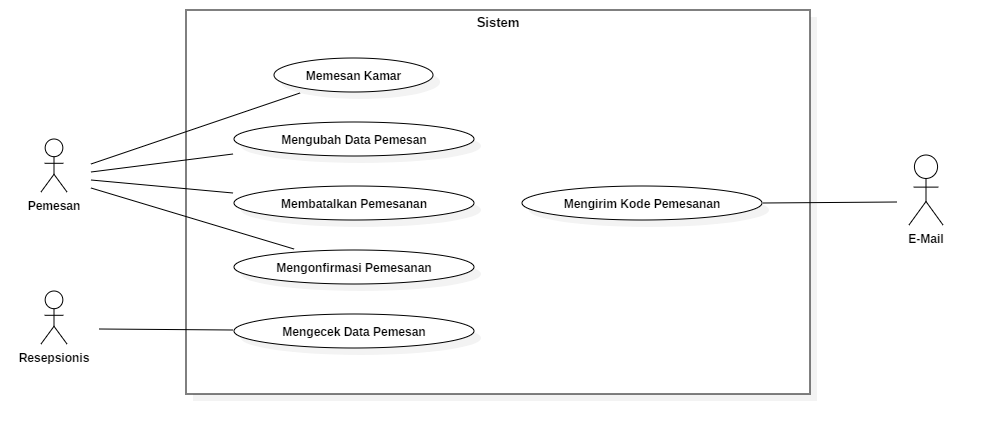 Sistem
Memesan Kamar
Mengubah Data Pemesan
Membatalkan Pemesanan
Mengirim Kode Pemesanan
Pemesan
E-Mail
Mengonfirmasi Pemesanan
Mengecek Data Pemesan
Resepsionis